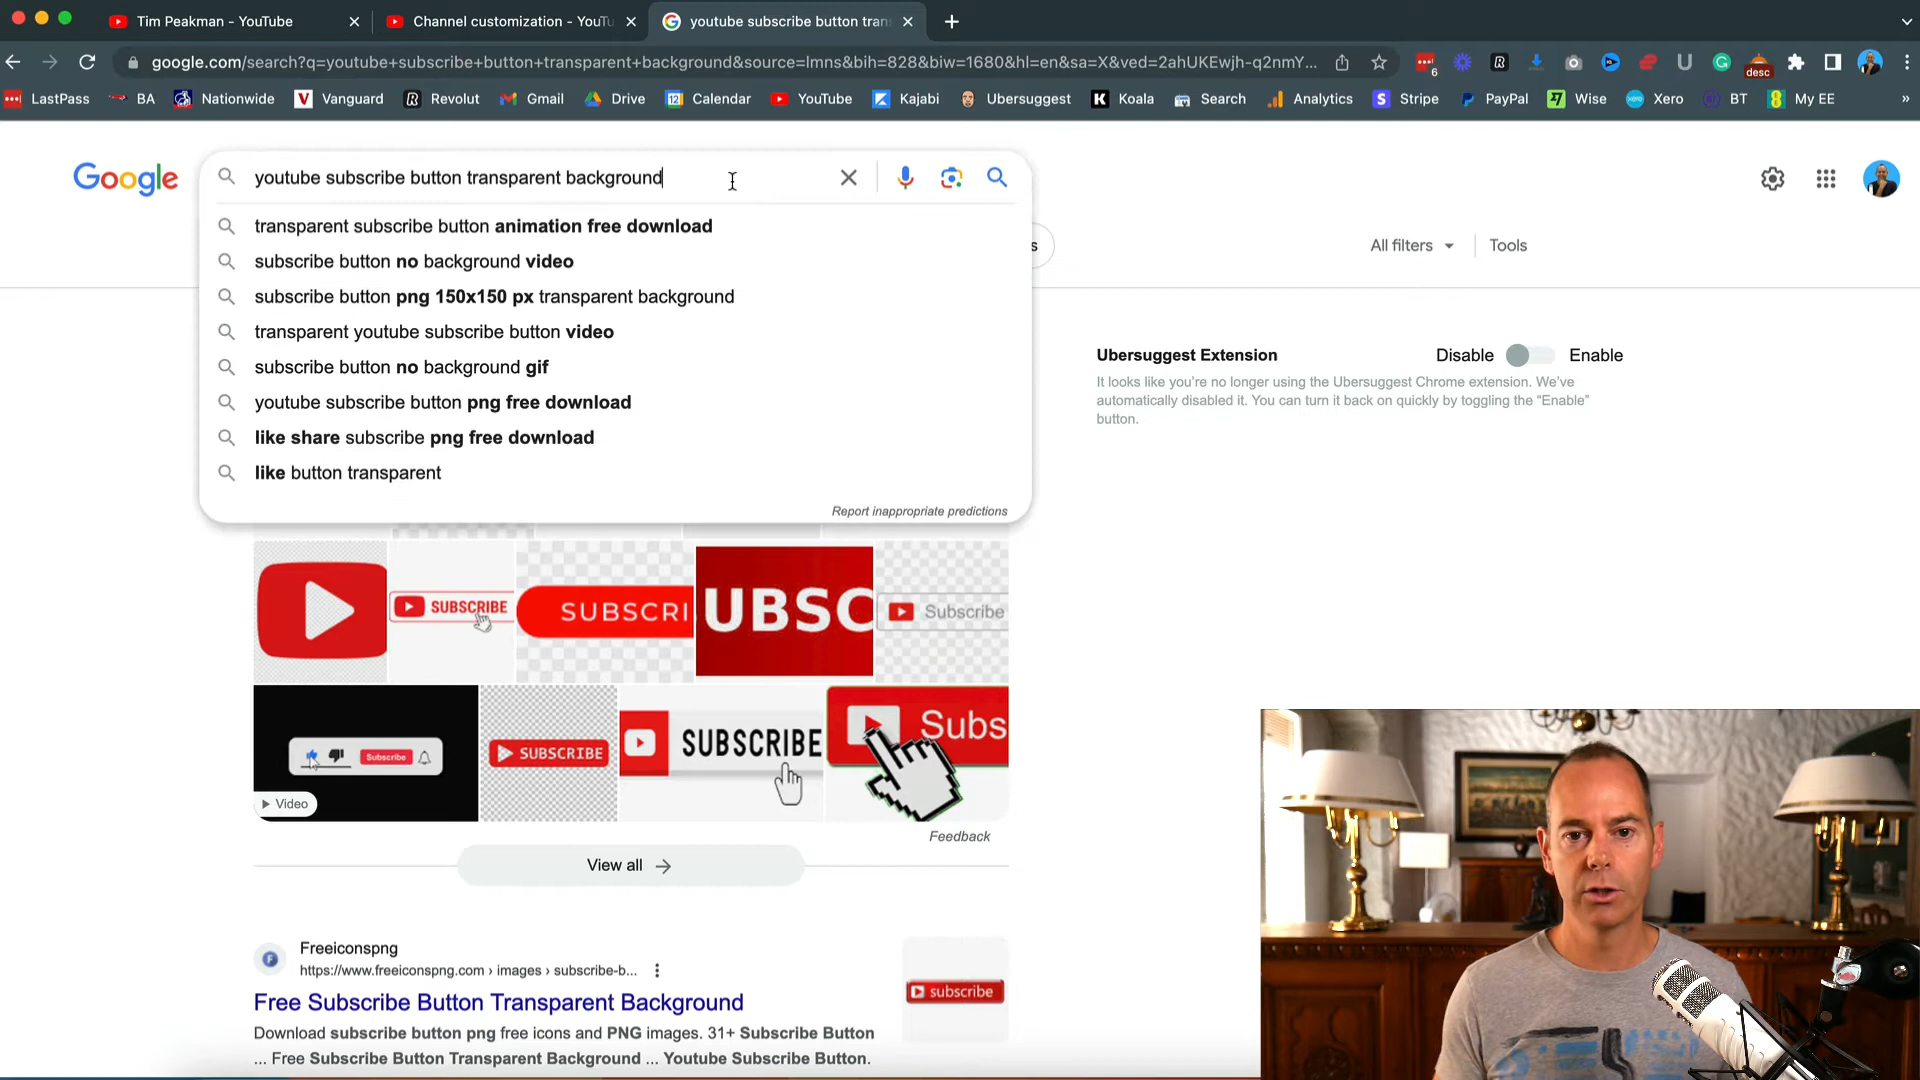 Tim Peakman - YouTube
Channel customization - YouTu
youtube subscribe button tran
google.com/search?q=youtube+subscribe+button+transparent+background&source=lmns&bih=828&biw=1680&hl=en&sa=X&ved=2ahUKEwjh-q2nmY...
6
desc
LastPass BA Nationwide Vanguard Revolut Gmail Drive Calendar YouTube Kajabi Ubersuggest Koala Search Analytics Stripe PayPal Wise Xero BT My EE »
Google
youtube subscribe button transparent background
transparent subscribe button animation free download
subscribe button no background video
subscribe button png 150x150 px transparent background
transparent youtube subscribe button video
subscribe button no background gif
youtube subscribe button png free download
like share subscribe png free download
like button transparent
Report inappropriate predictions
s
All filters
Tools
Ubersuggest Extension
Disable
Enable
It looks like you're no longer using the Ubersuggest Chrome extension. We've
automatically disabled it. You can turn it back on quickly by toggling the "Enable"
button.
SUBSCRIBE
SUBSCRI
UBSC
Subscribe
Subscribe
Video
SUBSCRIBE
SUBSCRIBE
Subs
Feedback
View all
Freeiconspng
https://www.freeiconspng.com › images › subscribe-b...
Free Subscribe Button Transparent Background
Download subscribe button png free icons and PNG images. 31+ Subscribe Button
... Free Subscribe Button Transparent Background ... Youtube Subscribe Button.
subscribe